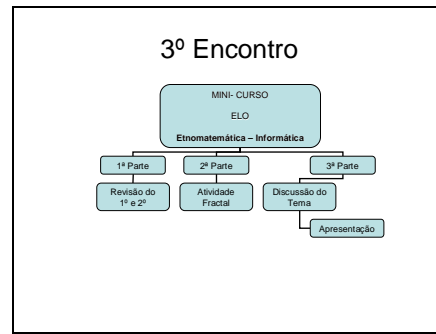 3º Encontro
MINI- CURSO
ELO
Etnomatemática – Informática
1ª Parte
2ª Parte
3ª Parte
Revisão do
1º e 2º
Atividade
Fractal
Discussão do
Tema
Apresentação